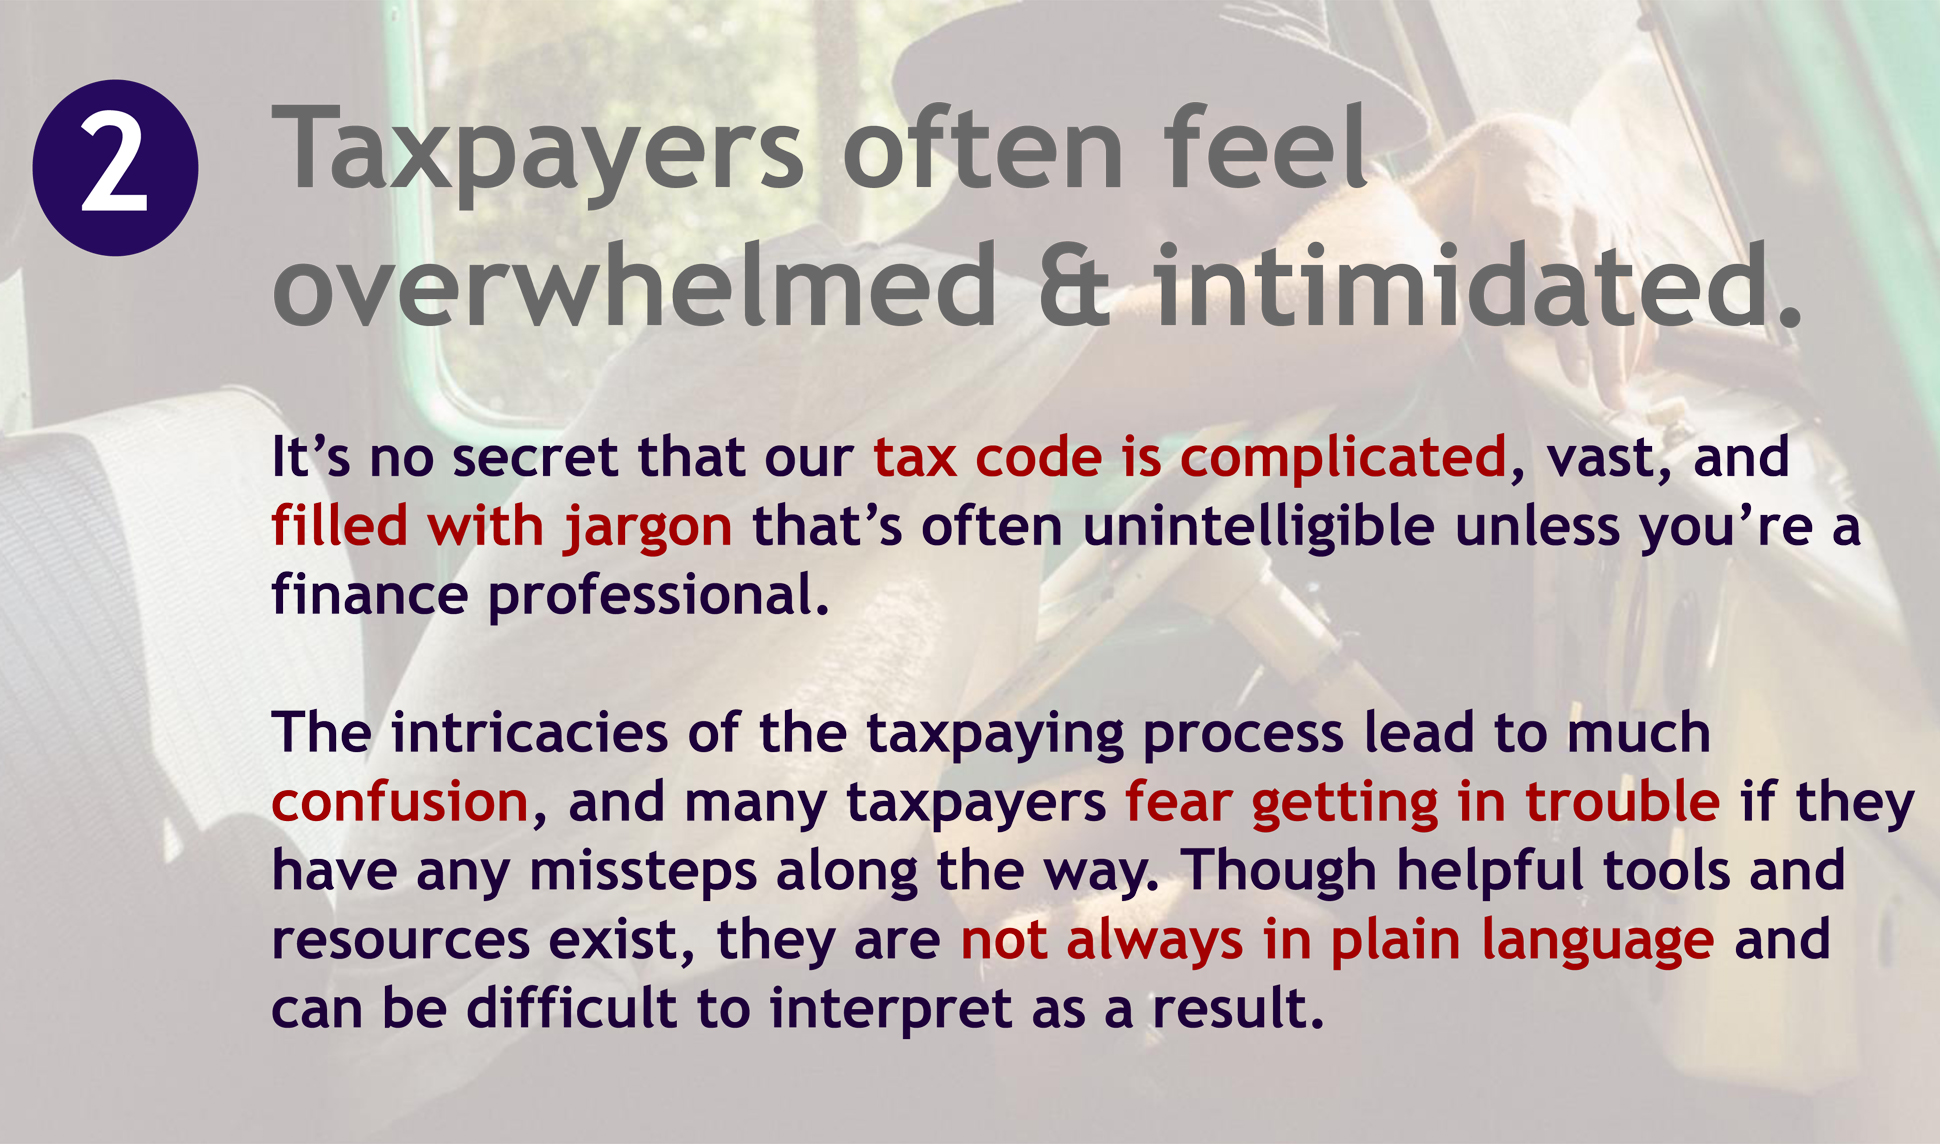 2
Taxpayers often feel
overwhelmed & intimidated.
It’s no secret that our tax code is complicated, vast, and
filled with jargon that’s often unintelligible unless you’re a
finance professional.
The intricacies of the taxpaying process lead to much
confusion, and many taxpayers fear getting in trouble if they
have any missteps along the way. Though helpful tools and
resources exist, they are not always in plain language and
can be difficult to interpret as a result.